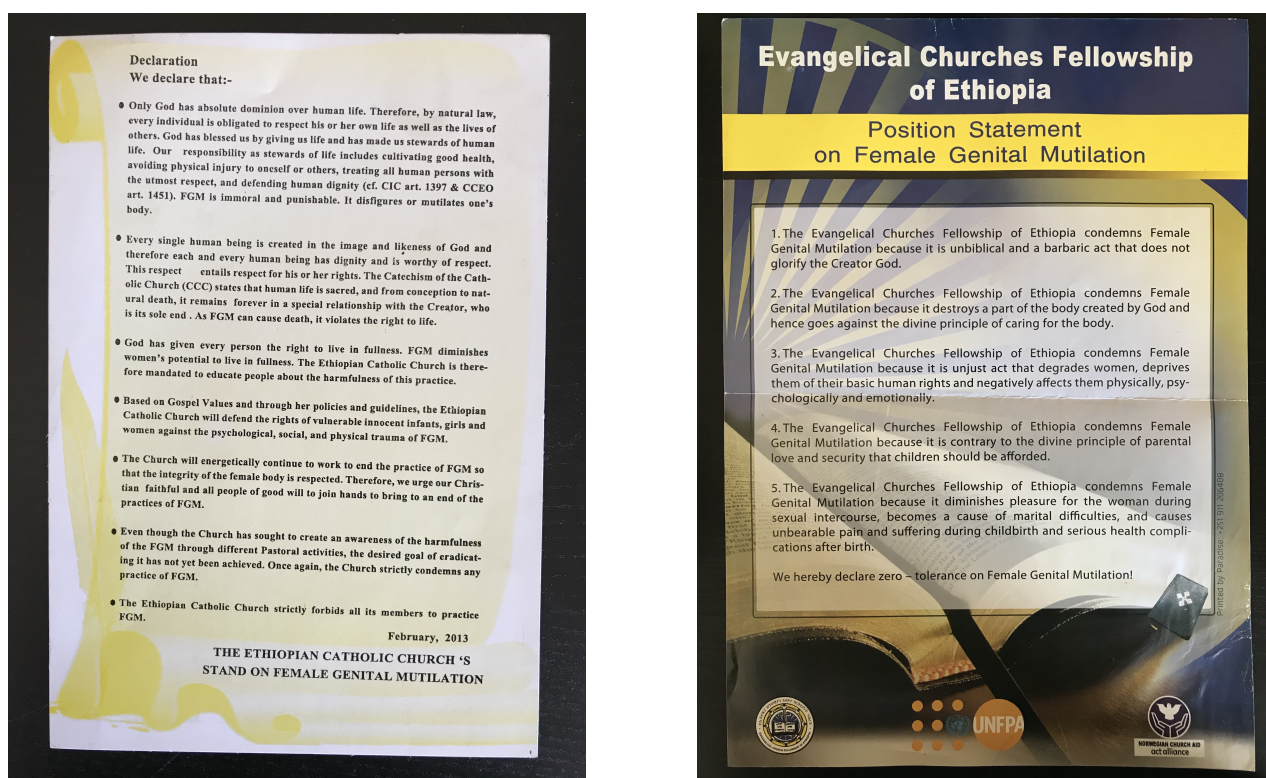 Declaration
We declare that:-
● Only God has absolute dominion over human life. Therefore, by natural law,
every individual is obligated to respect his or her own life as well as the lives of
others. God has blessed us by giving us life and has made us stewards of human
life. Our responsibility as stewards of life includes cultivating good health,
avoiding physical injury to oneself or others, treating all human persons with
the utmost respect, and defending human dignity (cf. CIC art. 1397 & CCEO
art. 1451). FGM is immoral and punishable. It disfigures or mutilates one's
body.
● Every single human being is created in the image and likeness of God and
therefore each and every human being has dignity and is worthy of respect.
This respect entails respect for his or her rights. The Catechism of the Cath-
olic Church (CCC) states that human life is sacred, and from conception to nat-
ural death, it remains forever in a special relationship with the Creator, who
is its sole end . As FGM can cause death, it violates the right to life.
● God has given every person the right to live in fullness. FGM diminishes
women's potential to live in fullness. The Ethiopian Catholic Church is there-
fore mandated to educate people about the harmfulness of this practice.
● Based on Gospel Values and through her policies and guidelines, the Ethiopian
Catholic Church will defend the rights of vulnerable innocent infants, girls and
women against the psychological, social, and physical trauma of FGM.
● The Church will energetically continue to work to end the practice of FGM so
that the integrity of the female body is respected. Therefore, we urge our Chris-
tian faithful and all people of good will to join hands to bring to an end of the
practices of FGM.
● Even though the Church has sought to create an awareness of the harmfulness
of the FGM through different Pastoral activities, the desired goal of eradicat-
ing it has not yet been achieved. Once again, the Church strictly condemns any
practice of FGM.
● The Ethiopian Catholic Church strictly forbids all its members to practice
FGM.
February, 2013
THE ETHIOPIAN CATHOLIC CHURCH 'S
STAND ON FEMALE GENITAL MUTILATION
Evangelical Churches Fellowship
of Ethiopia
Position Statement
on Female Genital Mutilation
1. The Evangelical Churches Fellowship of Ethiopia condemns Female
Genital Mutilation because it is unbiblical and a barbaric act that does not
glorify the Creator God.
2. The Evangelical Churches Fellowship of Ethiopia condemns Female
Genital Mutilation because it destroys a part of the body created by God and
hence goes against the divine principle of caring for the body.
3. The Evangelical Churches Fellowship of Ethiopia condemns Female
Genital Mutilation because it is unjust act that degrades women, deprives
them of their basic human rights and negatively affects them physically, psy-
chologically and emotionally.
4. The Evangelical Churches Fellowship of Ethiopia condemns Female
Genital Mutilation because it is contrary to the divine principle of parental
love and security that children should be afforded.
5. The Evangelical Churches Fellowship of Ethiopia condemns Female
Genital Mutilation because it diminishes pleasure for the woman during
sexual intercourse, becomes a cause of marital difficulties, and causes
unbearable pain and suffering during childbirth and serious health compli-
cations after birth.
We hereby declare zero – tolerance on Female Genital Mutilation!
Printed by Paradise +251 911 206408
UNFPA
NORWEGIAN CHURCH AID
actalliance